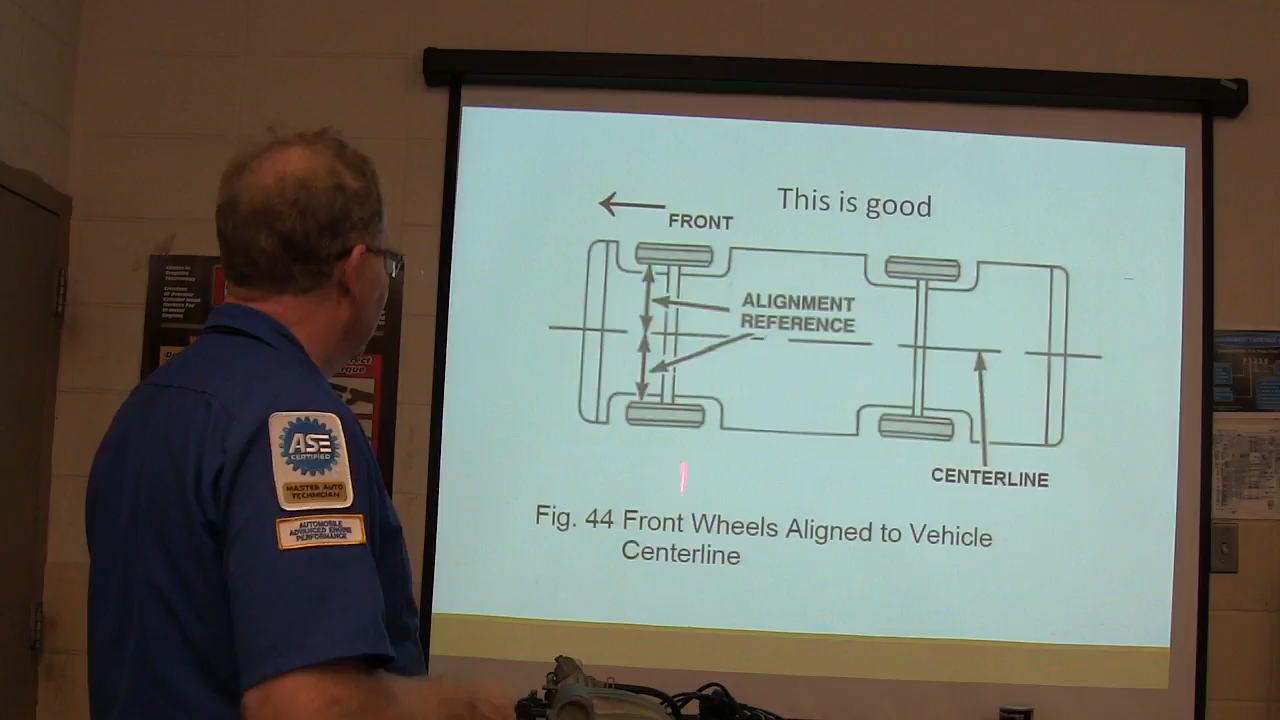 This is good
FRONT
ALIGNMENT
REFERENCE
CENTERLINE
Fig. 44 Front Wheels Aligned to Vehicle
Centerline
ASE
CERTIFIED
MASTER AUTO
TECHNICIAN
AUTOMOBILE
ADVANCED ENGINE
PERFORMANCE